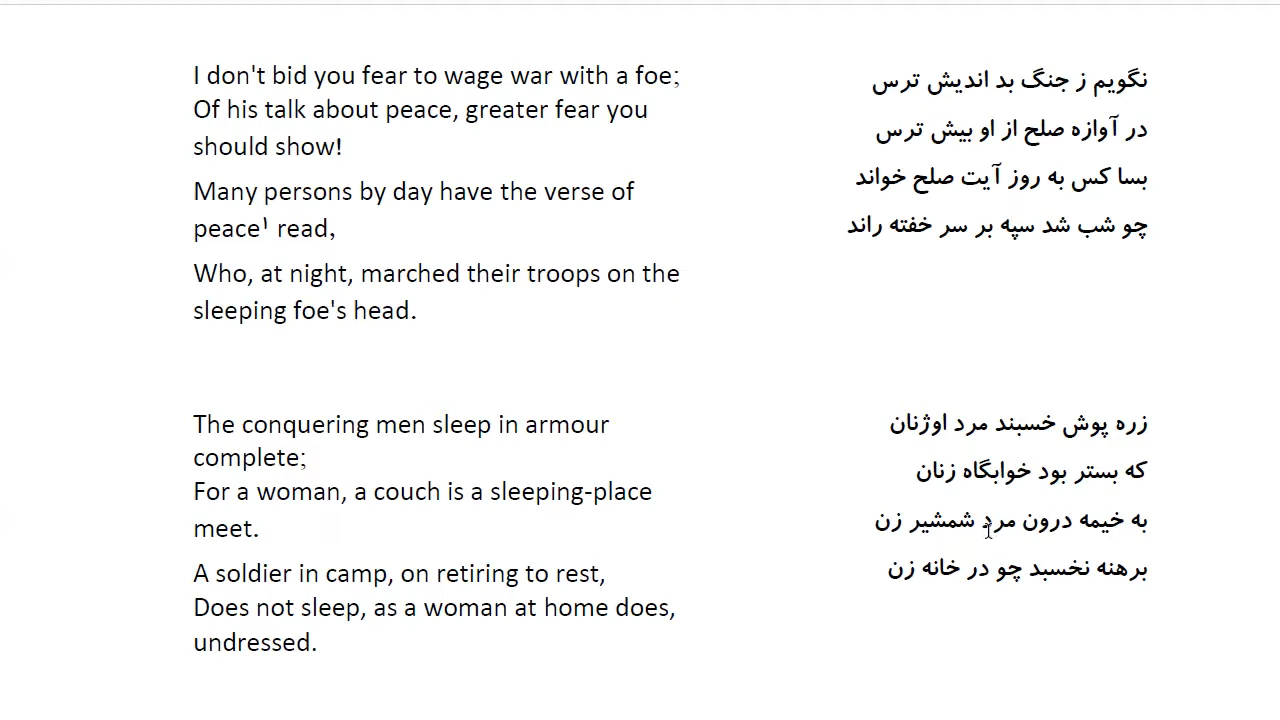 I don't bid you fear to wage war with a foe;
Of his talk about peace, greater fear you
should show!
Many persons by day have the verse of
peace۱ read,
Who, at night, marched their troops on the
sleeping foe's head.
نگویم ز جنگ بد اندیش ترس
در آوازه صلح از او بیش ترس
بسا کس به روز آیت صلح خواند
چو شب شد سپه بر سر خفته راند
The conquering men sleep in armour
complete;
For a woman, a couch is a sleeping-place
meet.
A soldier in camp, on retiring to rest,
Does not sleep, as a woman at home does,
undressed.
زره پوش خسبند مرد اوژنان
که بستر بود خوابگاه زنان
به خیمه درون مرد شمشیر زن
برهنه نخسبد چو در خانه زن